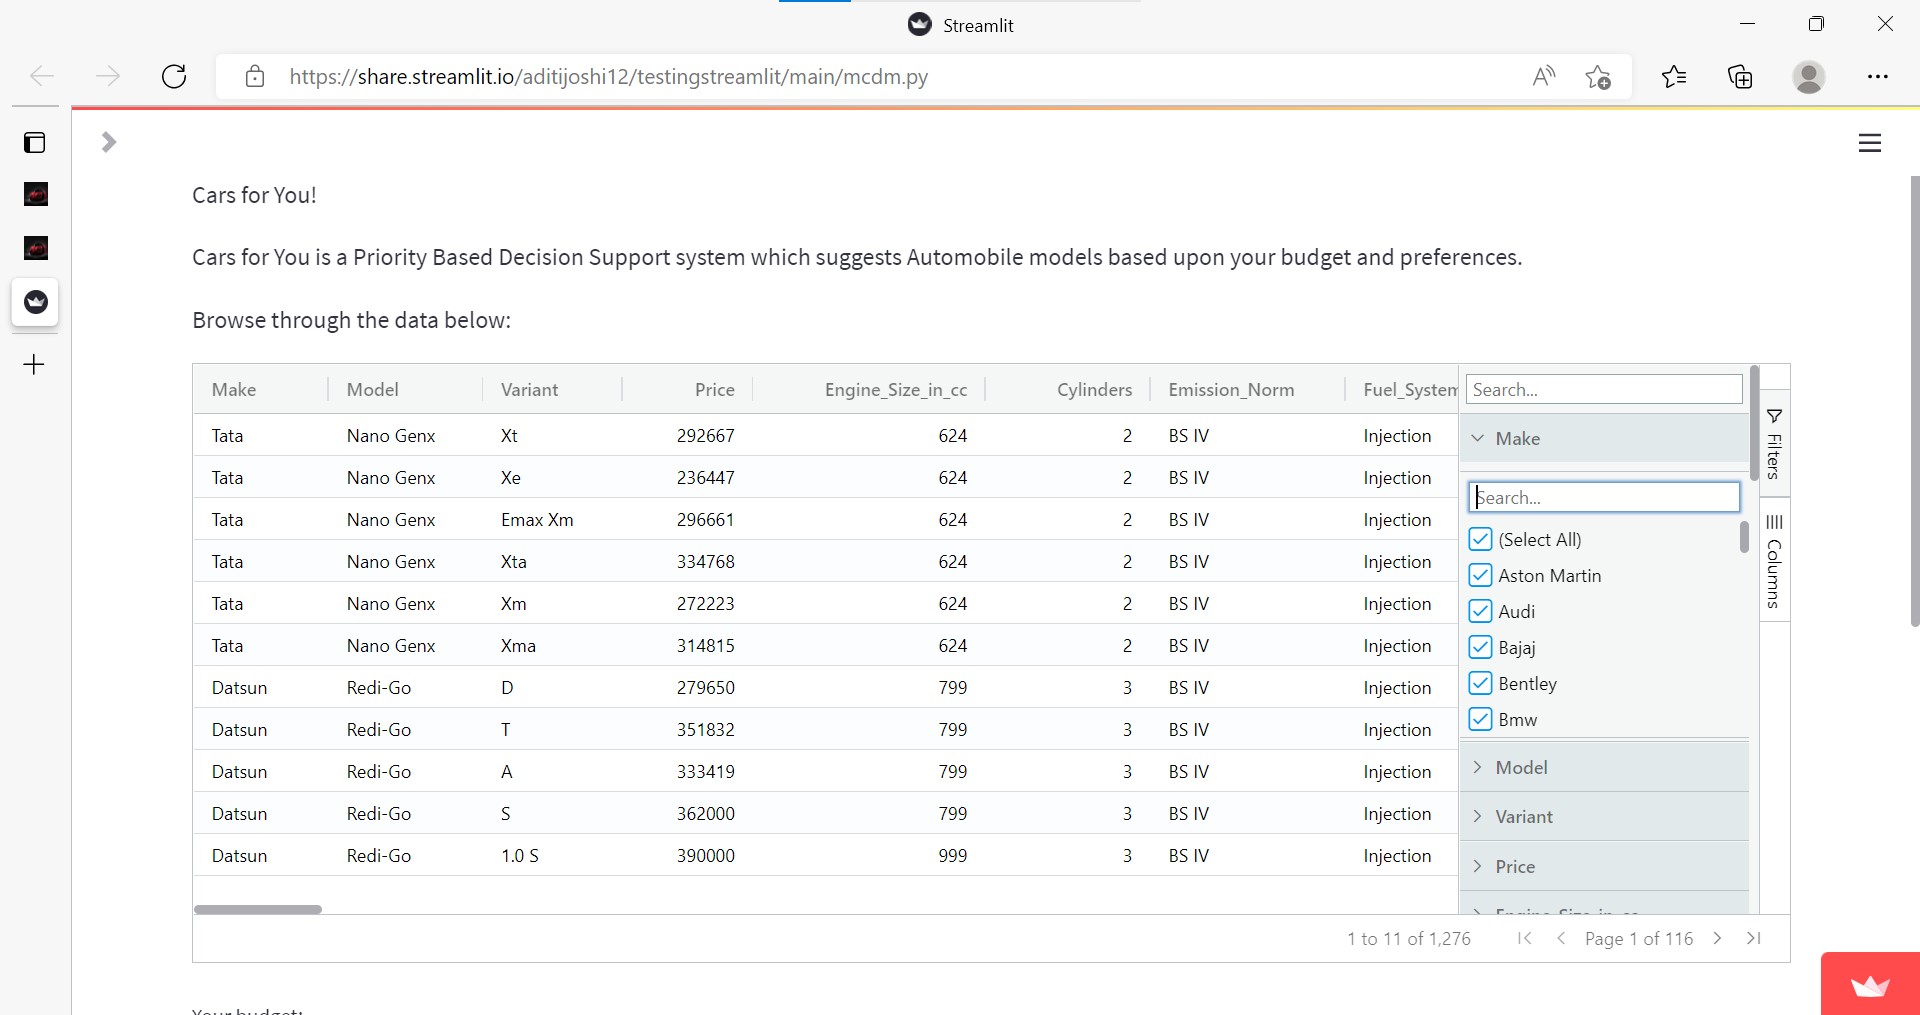 Streamlit
https://share.streamlit.io/aditijoshi12/testingstreamlit/main/mcdm.py
Cars for You!
Cars for You is a Priority Based Decision Support system which suggests Automobile models based upon your budget and preferences.
Browse through the data below:
Make Model Variant Price Engine_Size_in_cc Cylinders Emission_Norm Fuel_System
Tata Nano Genx Xt 292667 624 2 BS IV Injection
Tata Nano Genx Xe 236447 624 2 BS IV Injection
Tata Nano Genx Emax Xm 296661 624 2 BS IV Injection
Tata Nano Genx Xta 334768 624 2 BS IV Injection
Tata Nano Genx Xm 272223 624 2 BS IV Injection
Tata Nano Genx Xma 314815 624 2 BS IV Injection
Datsun Redi-Go D 279650 799 3 BS IV Injection
Datsun Redi-Go T 351832 799 3 BS IV Injection
Datsun Redi-Go A 333419 799 3 BS IV Injection
Datsun Redi-Go S 362000 799 3 BS IV Injection
Datsun Redi-Go 1.0 S 390000 999 3 BS IV Injection
Search...
Make
Search...
(Select All)
Aston Martin
Audi
Bajaj
Bentley
Bmw
Model
Variant
Price
Engine_Size_in_cc
Filters
Columns
1 to 11 of 1,276 Page 1 of 116
Your budget: